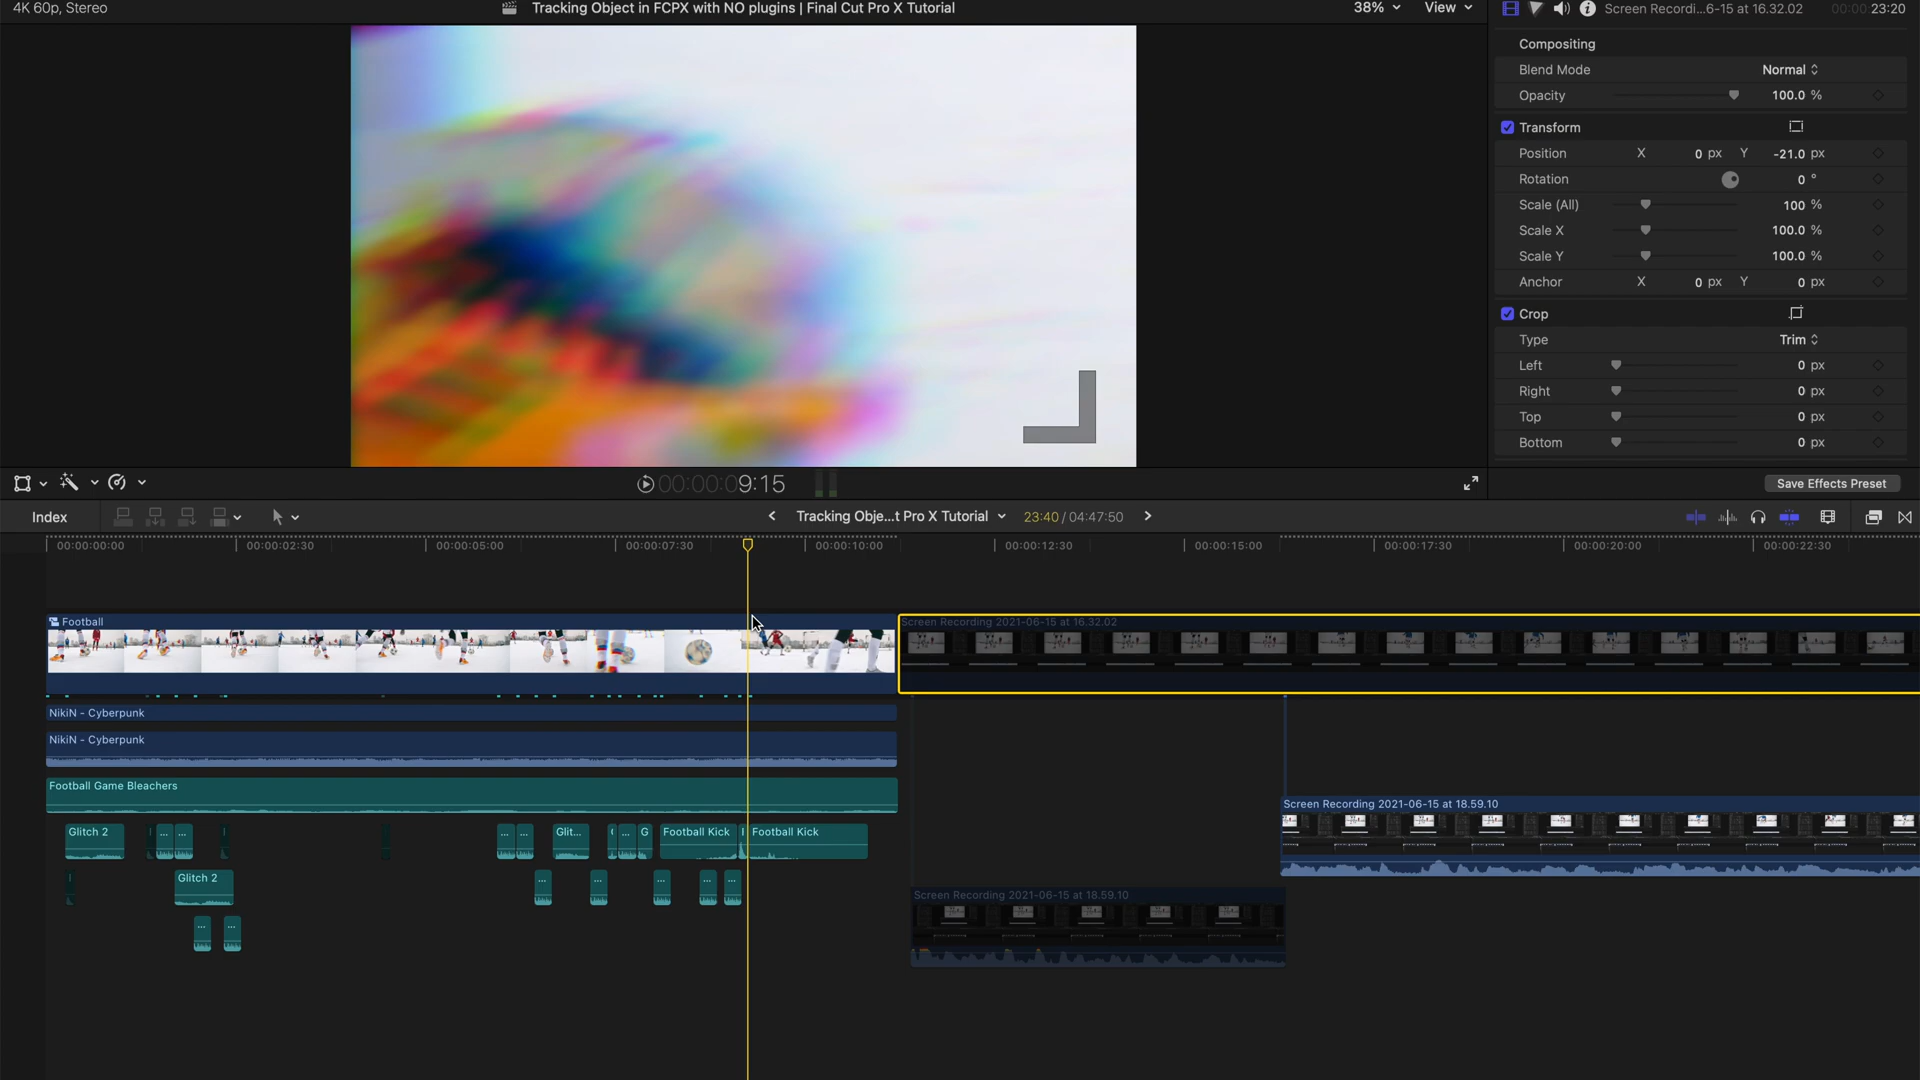 4K 60p, Stereo
Tracking Object in FCPX with NO plugins | Final Cut Pro X Tutorial
38%
View
Screen Recordi...6-15 at 16.32.02
00:00:23:20
Compositing
Blend Mode
Normal
Opacity
100.0 %
Transform
Position
X
0 px
Y
-21.0 px
Rotation
0 °
Scale (All)
100 %
Scale X
100.0 %
Scale Y
100.0 %
Anchor
X
0 px
Y
0 px
Crop
Type
Trim
Left
0 px
Right
0 px
Top
0 px
Bottom
0 px
00:00:09:15
Save Effects Preset
Index
Tracking Obje...t Pro X Tutorial
23:40 / 04:47:50
00:00:00:00
00:00:02:30
00:00:05:00
00:00:07:30
00:00:10:00
00:00:12:30
00:00:15:00
00:00:17:30
00:00:20:00
00:00:22:30
Football
Screen Recording 2021-06-15 at 16.32.02
NikiN - Cyberpunk
NikiN - Cyberpunk
Football Game Bleachers
Screen Recording 2021-06-15 at 18.59.10
Glitch 2
...
...
...
...
Glit...
...
G
Football Kick
Football Kick
Glitch 2
...
...
...
...
...
Screen Recording 2021-06-15 at 18.59.10
...
...